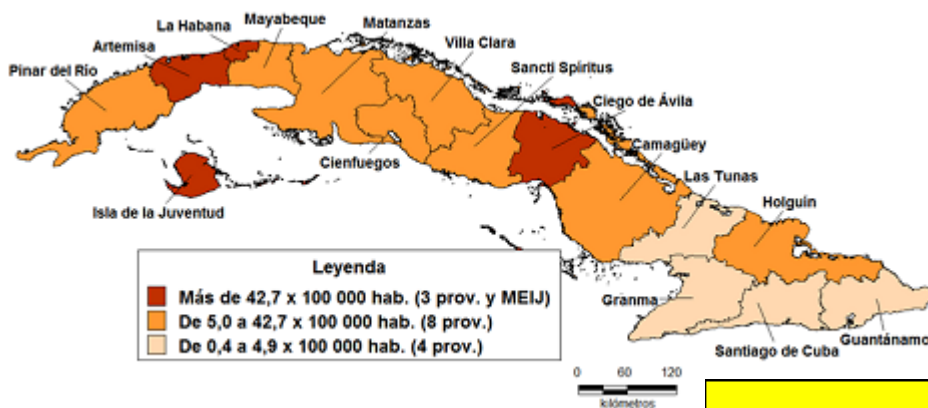 La Habana
Mayabeque
Matanzas
Artemisa
Villa Clara
Pinar del Río
Sancti Spíritus
Ciego de Ávila
Camagüey
Cienfuegos
Las Tunas
Isla de la Juventud
Holguín
Leyenda
Más de 42,7 x 100 000 hab. (3 prov. y MEIJ)
De 5,0 a 42,7 x 100 000 hab. (8 prov.)
De 0,4 a 4,9 x 100 000 hab. (4 prov.)
Granma
Santiago de Cuba
Guantánamo
0 60 120
kilómetros